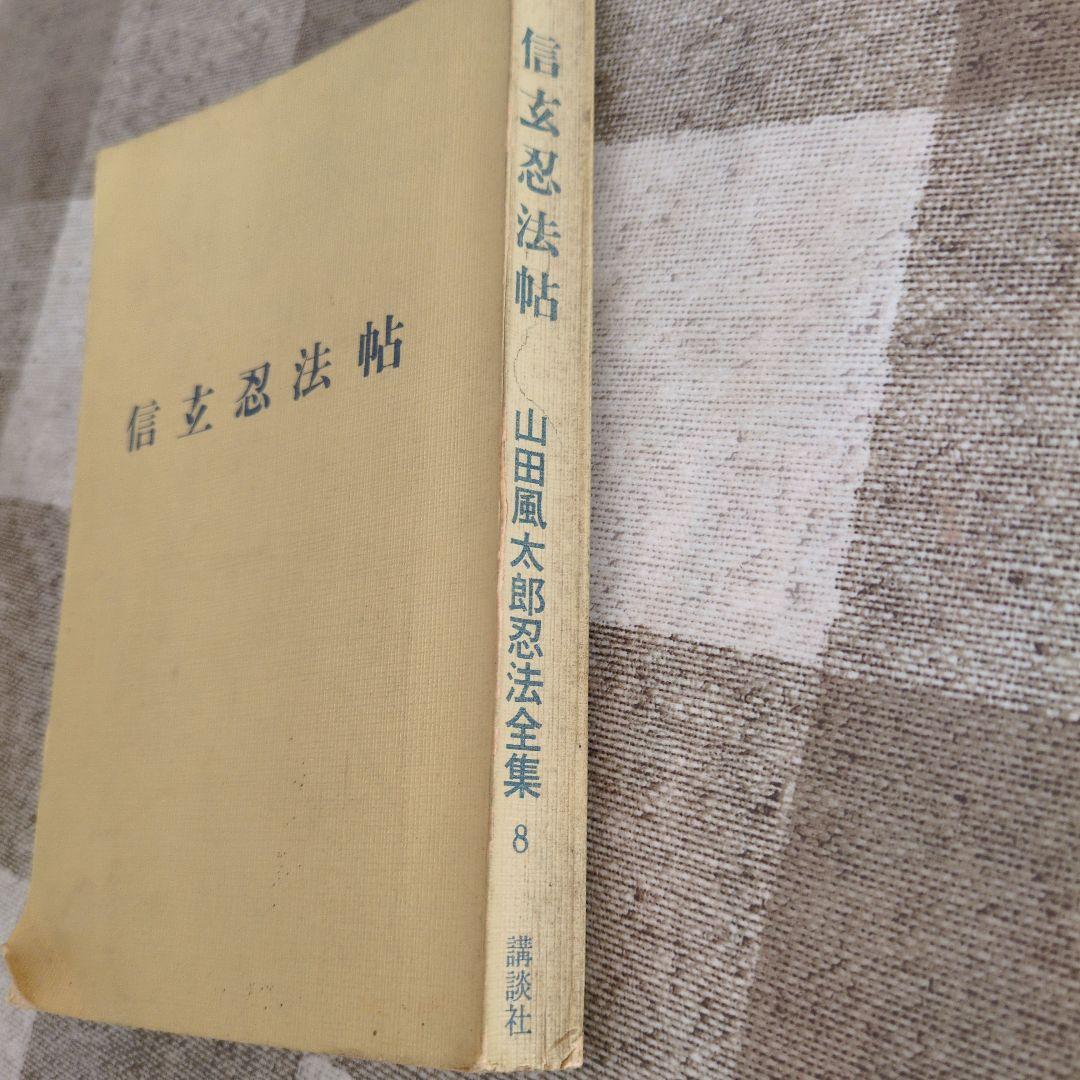 信玄忍法帖
信玄忍法帖
山田風太郎忍法全集
8
講談社